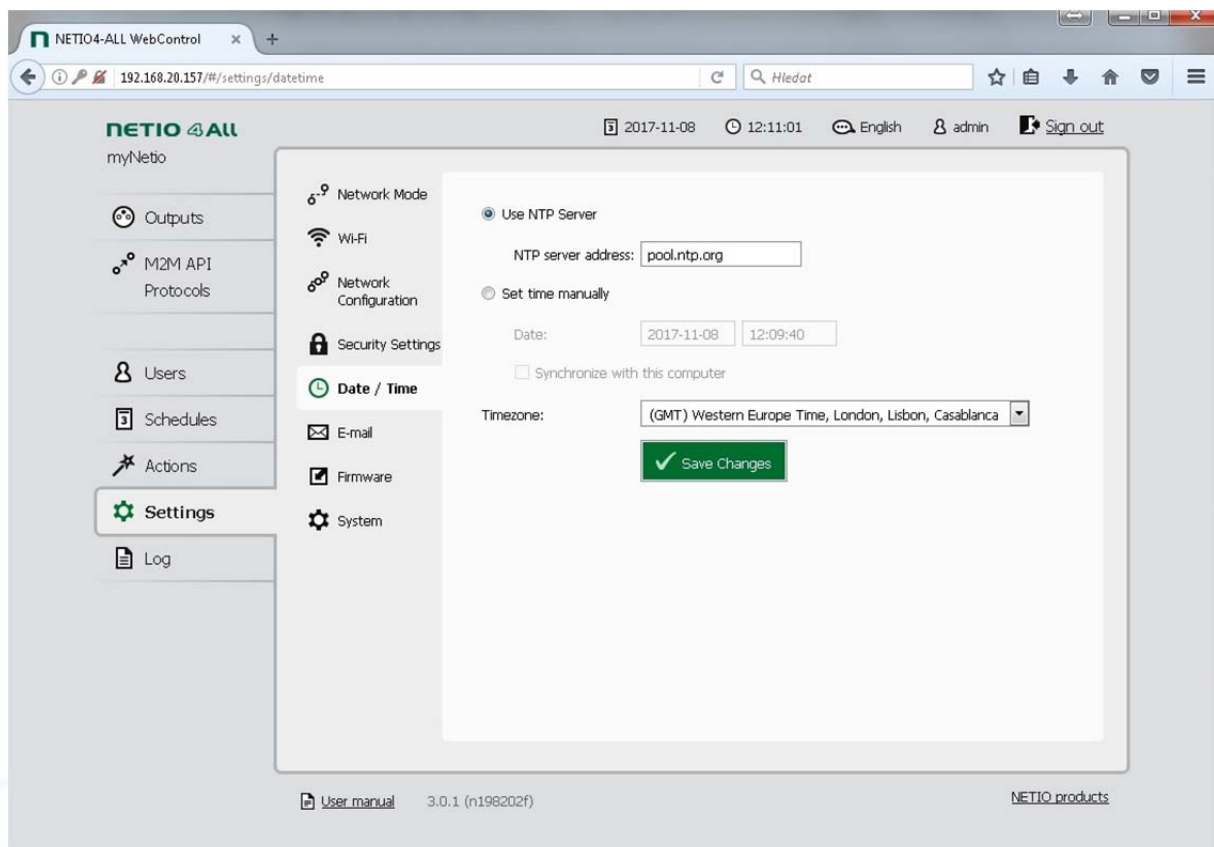 NETIO4-ALL WebControl
192.168.20.157/#/settings/datetime
Hledat
NETIO 4All
myNetio
2017-11-08
12:11:01
English
admin
Sign out
Outputs
M2M API
Protocols
Users
Schedules
Actions
Settings
Log
Network Mode
Wi-Fi
Network
Configuration
Security Settings
Date / Time
E-mail
Firmware
System
Use NTP Server
NTP server address: pool.ntp.org
Set time manually
Date: 2017-11-08 12:09:40
Synchronize with this computer
Timezone: (GMT) Western Europe Time, London, Lisbon, Casablanca
Save Changes
User manual
3.0.1 (n198202f)
NETIO products